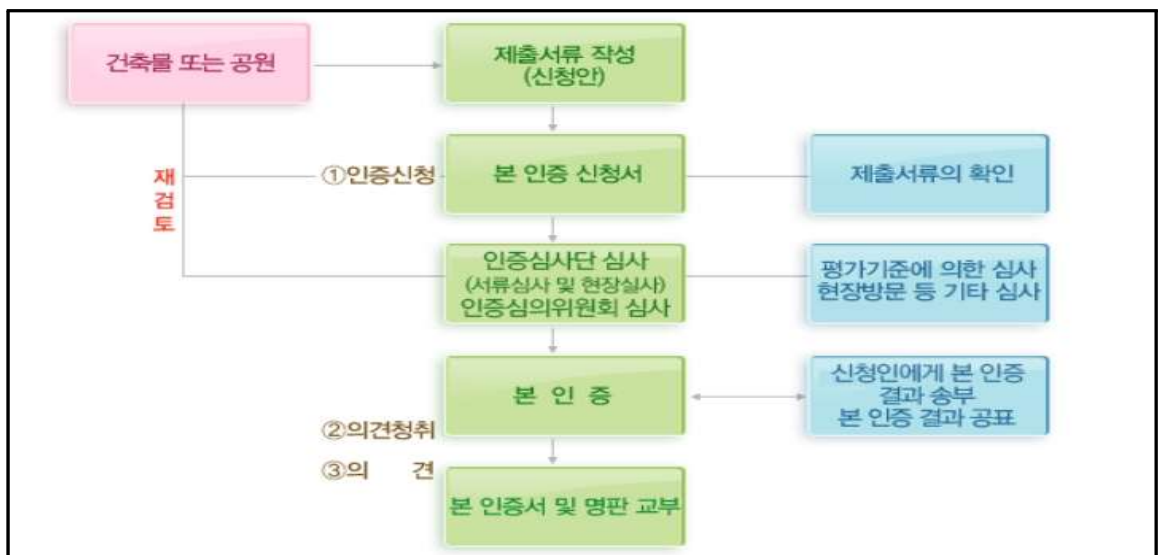 건축물 또는 공원
제출서류 작성
(신청안)
재
검
토
①인증신청
본 인증 신청서
제출서류의 확인
인증심사단 심사
(서류심사 및 현장실사)
인증심의위원회 심사
평가기준에 의한 심사
현장방문 등 기타 심사
본 인 증
신청인에게 본 인증
결과 송부
본 인증 결과 공표
②의견청취
③의 견
본 인증서 및 명판 교부